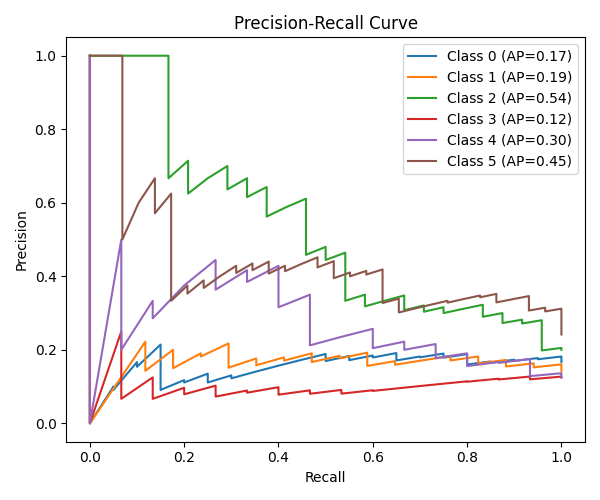 Precision-Recall Curve
Class 0 (AP=0.17)
Class 1 (AP=0.19)
Class 2 (AP=0.54)
Class 3 (AP=0.12)
Class 4 (AP=0.30)
Class 5 (AP=0.45)
Precision
1.0
0.8
0.6
0.4
0.2
0.0
0.0 0.2 0.4 0.6 0.8 1.0
Recall